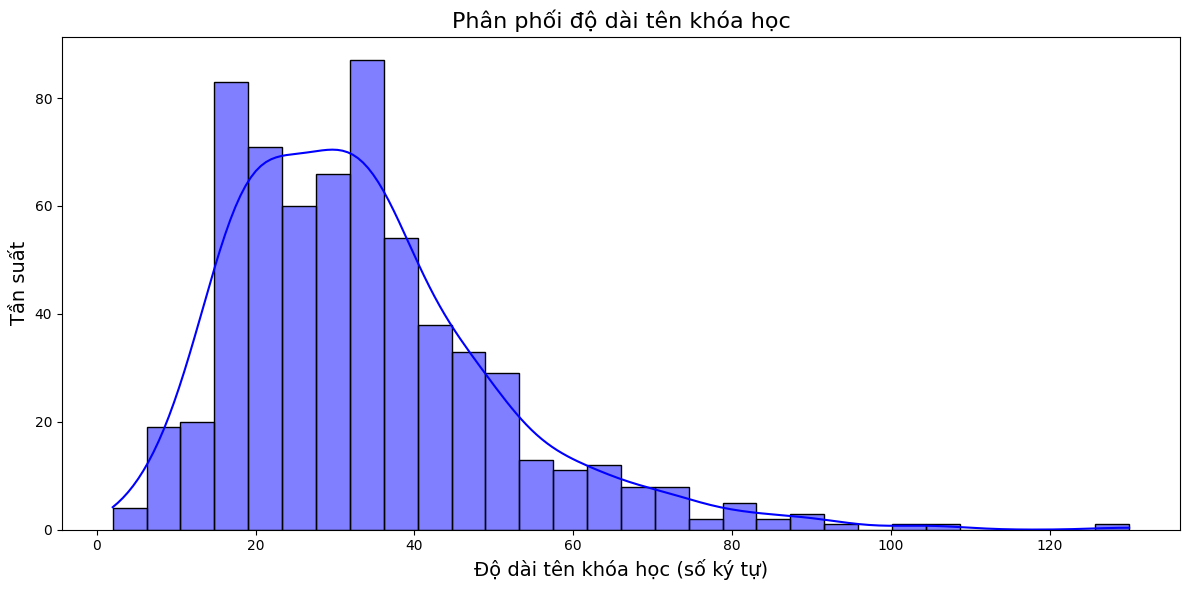 Phân phối độ dài tên khóa học
80
60
40
20
0
Tần suất
0 20 40 60 80 100 120
Độ dài tên khóa học (số ký tự)